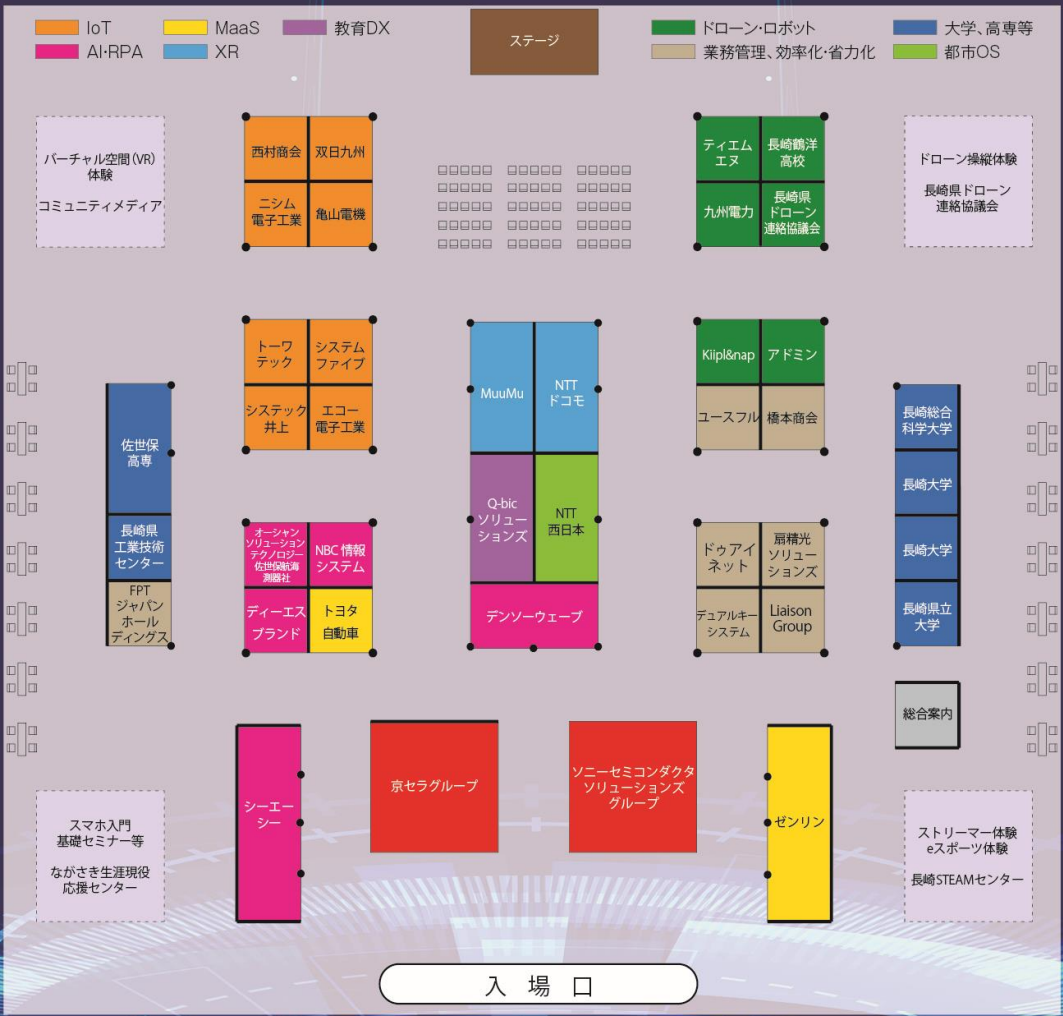 IoT
MaaS
教育DX
AI·RPA
XR
ステージ
ドローン・ロボット
大学、高専等
業務管理、効率化・省力化
都市OS
バーチャル空間(VR)
体験
コミュニティメディア
西村商会
双日九州
ニシム
電子工業
亀山電機
ティエム
エヌ
長崎鶴洋
高校
九州電力
長崎県
ドローン
連絡協議会
ドローン操縦体験
長崎県ドローン
連絡協議会
トーワ
テック
システム
ファイブ
システック
井上
エコー
電子工業
MuuMu
NTT
ドコモ
Kiipl&nap
アドミン
ユースフル
橋本商会
佐世保
高専
長崎県
工業技術
センター
FPT
ジャパン
ホール
ディングス
Q-bic
ソリュー
ションズ
NTT
西日本
デンソーウェーブ
長崎総合
科学大学
長崎大学
長崎大学
長崎県立
大学
オーシャン
ソリューション
テクノロジー
佐世保航海
測器社
NBC 情報
システム
ディーエス
ブランド
トヨタ
自動車
ドゥアイ
ネット
扇精光
ソリュー
ションズ
デュアルキー
システム
Liaison
Group
総合案内
シーエー
シー
京セラグループ
ソニーセミコンダクタ
ソリューションズ
グループ
ゼンリン
スマホ入門
基礎セミナー等
ながさき生涯現役
応援センター
ストリーマー体験
eスポーツ体験
長崎STEAMセンター
入場口